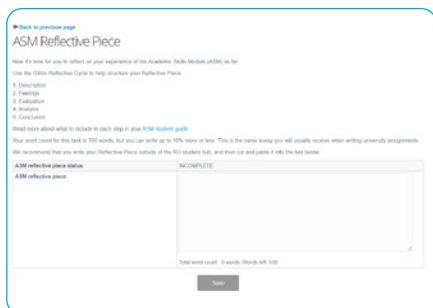 Back to previous page
ASM Reflective Piece
Now it's time for you to reflect on your experience of the Academic Skills Module (ASM) so far.
Use the Gibbs Reflective Cycle to help structure your Reflective Piece:
1. Description
2. Feelings
3. Evaluation
4. Analysis
5. Conclusion
Read more about what to include in each step in your ASM student guide.
Your word count for this task is 500 words, but you can write up to 10% more or less. This is the same leeway you will usually receive when writing university assignments.
We recommend that you write your Reflective Piece outside of the RO student hub, and then cut and paste it into the box below.
ASM reflective piece status: INCOMPLETE
ASM reflective piece:
Total word count: 0 words. Words left: 500
Save